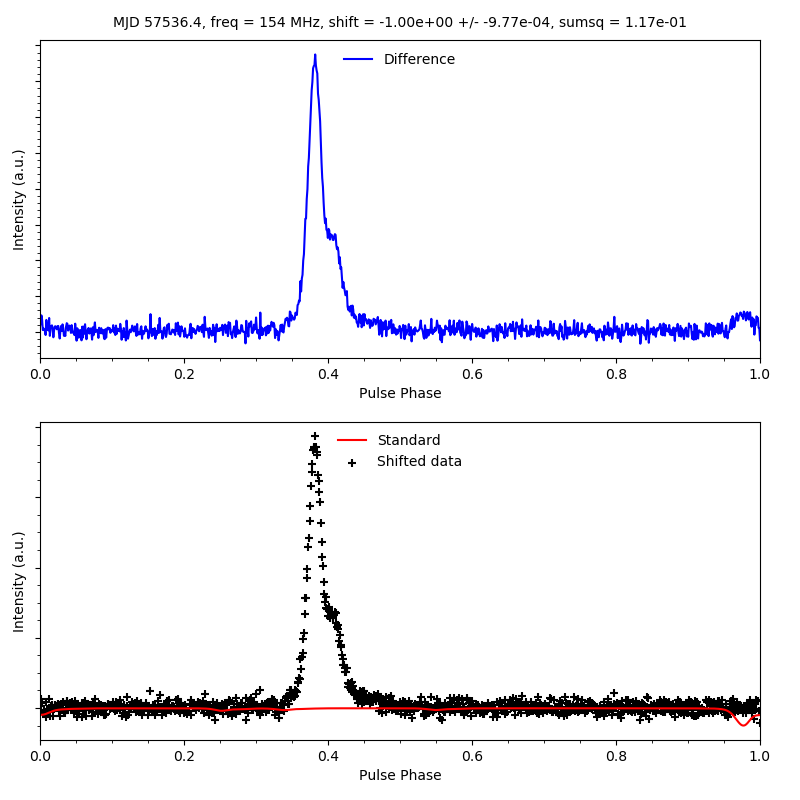 MJD 57536.4, freq = 154 MHz, shift = -1.00e+00 +/- -9.77e-04, sumsq = 1.17e-01
Difference
Intensity (a.u.)
0.0 0.2 0.4 0.6 0.8 1.0
Pulse Phase
Standard
Shifted data
Intensity (a.u.)
0.0 0.2 0.4 0.6 0.8 1.0
Pulse Phase